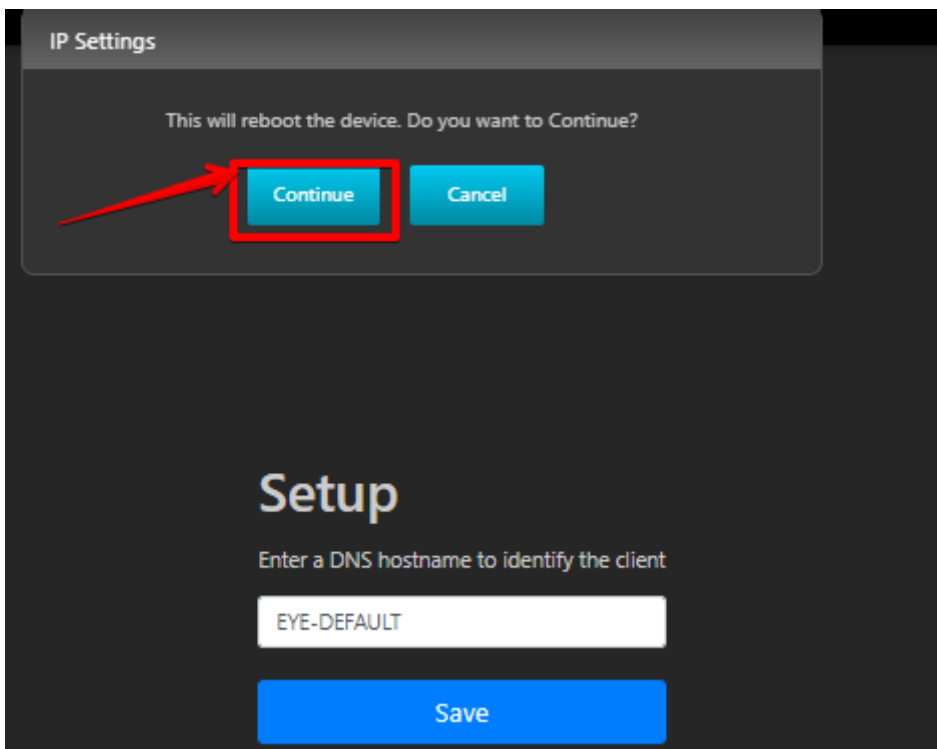 IP Settings
This will reboot the device. Do you want to Continue?
Continue Cancel
Setup
Enter a DNS hostname to identify the client
EYE-DEFAULT
Save